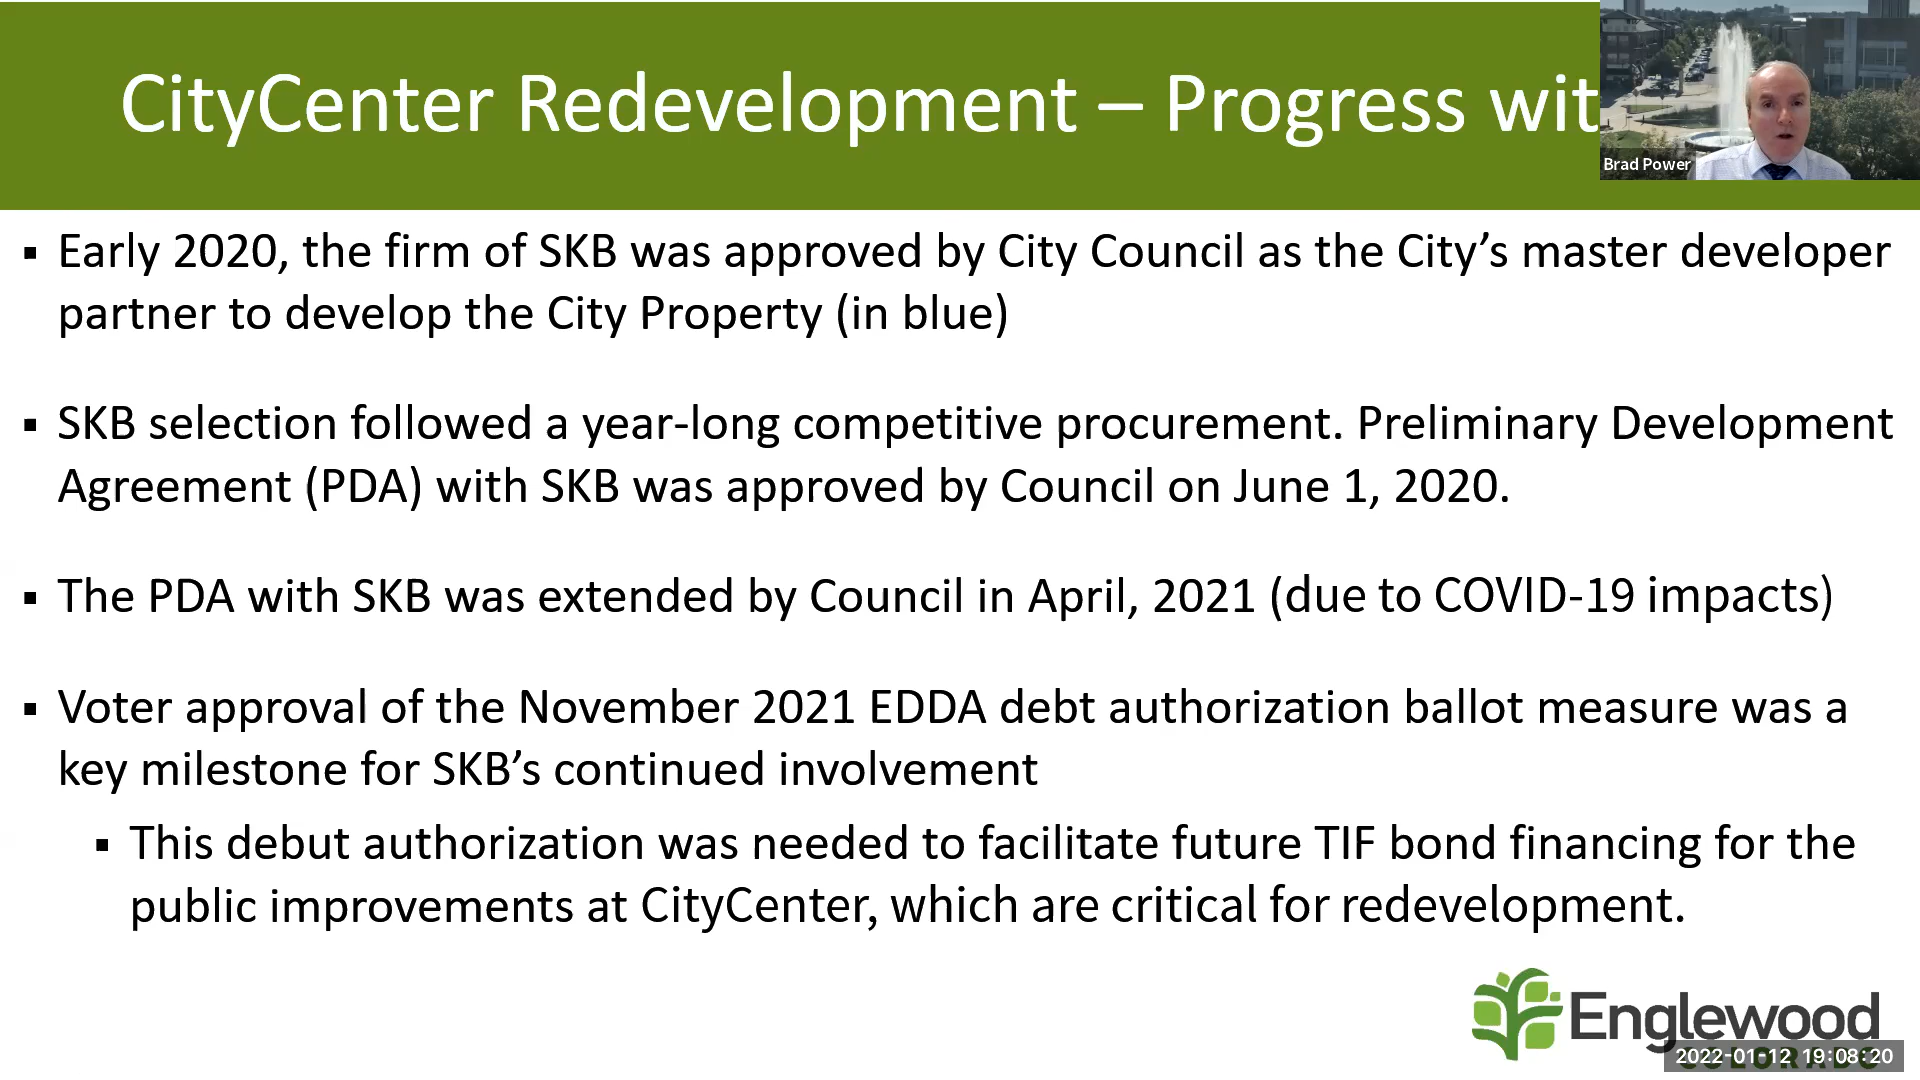 CityCenter Redevelopment – Progress wit
Brad Power
▪ Early 2020, the firm of SKB was approved by City Council as the City’s master developer
partner to develop the City Property (in blue)
▪ SKB selection followed a year-long competitive procurement. Preliminary Development
Agreement (PDA) with SKB was approved by Council on June 1, 2020.
▪ The PDA with SKB was extended by Council in April, 2021 (due to COVID-19 impacts)
▪ Voter approval of the November 2021 EDDA debt authorization ballot measure was a
key milestone for SKB’s continued involvement
▪ This debut authorization was needed to facilitate future TIF bond financing for the
public improvements at CityCenter, which are critical for redevelopment.
Englewood
COLORADO
2022-01-12 19:08:20